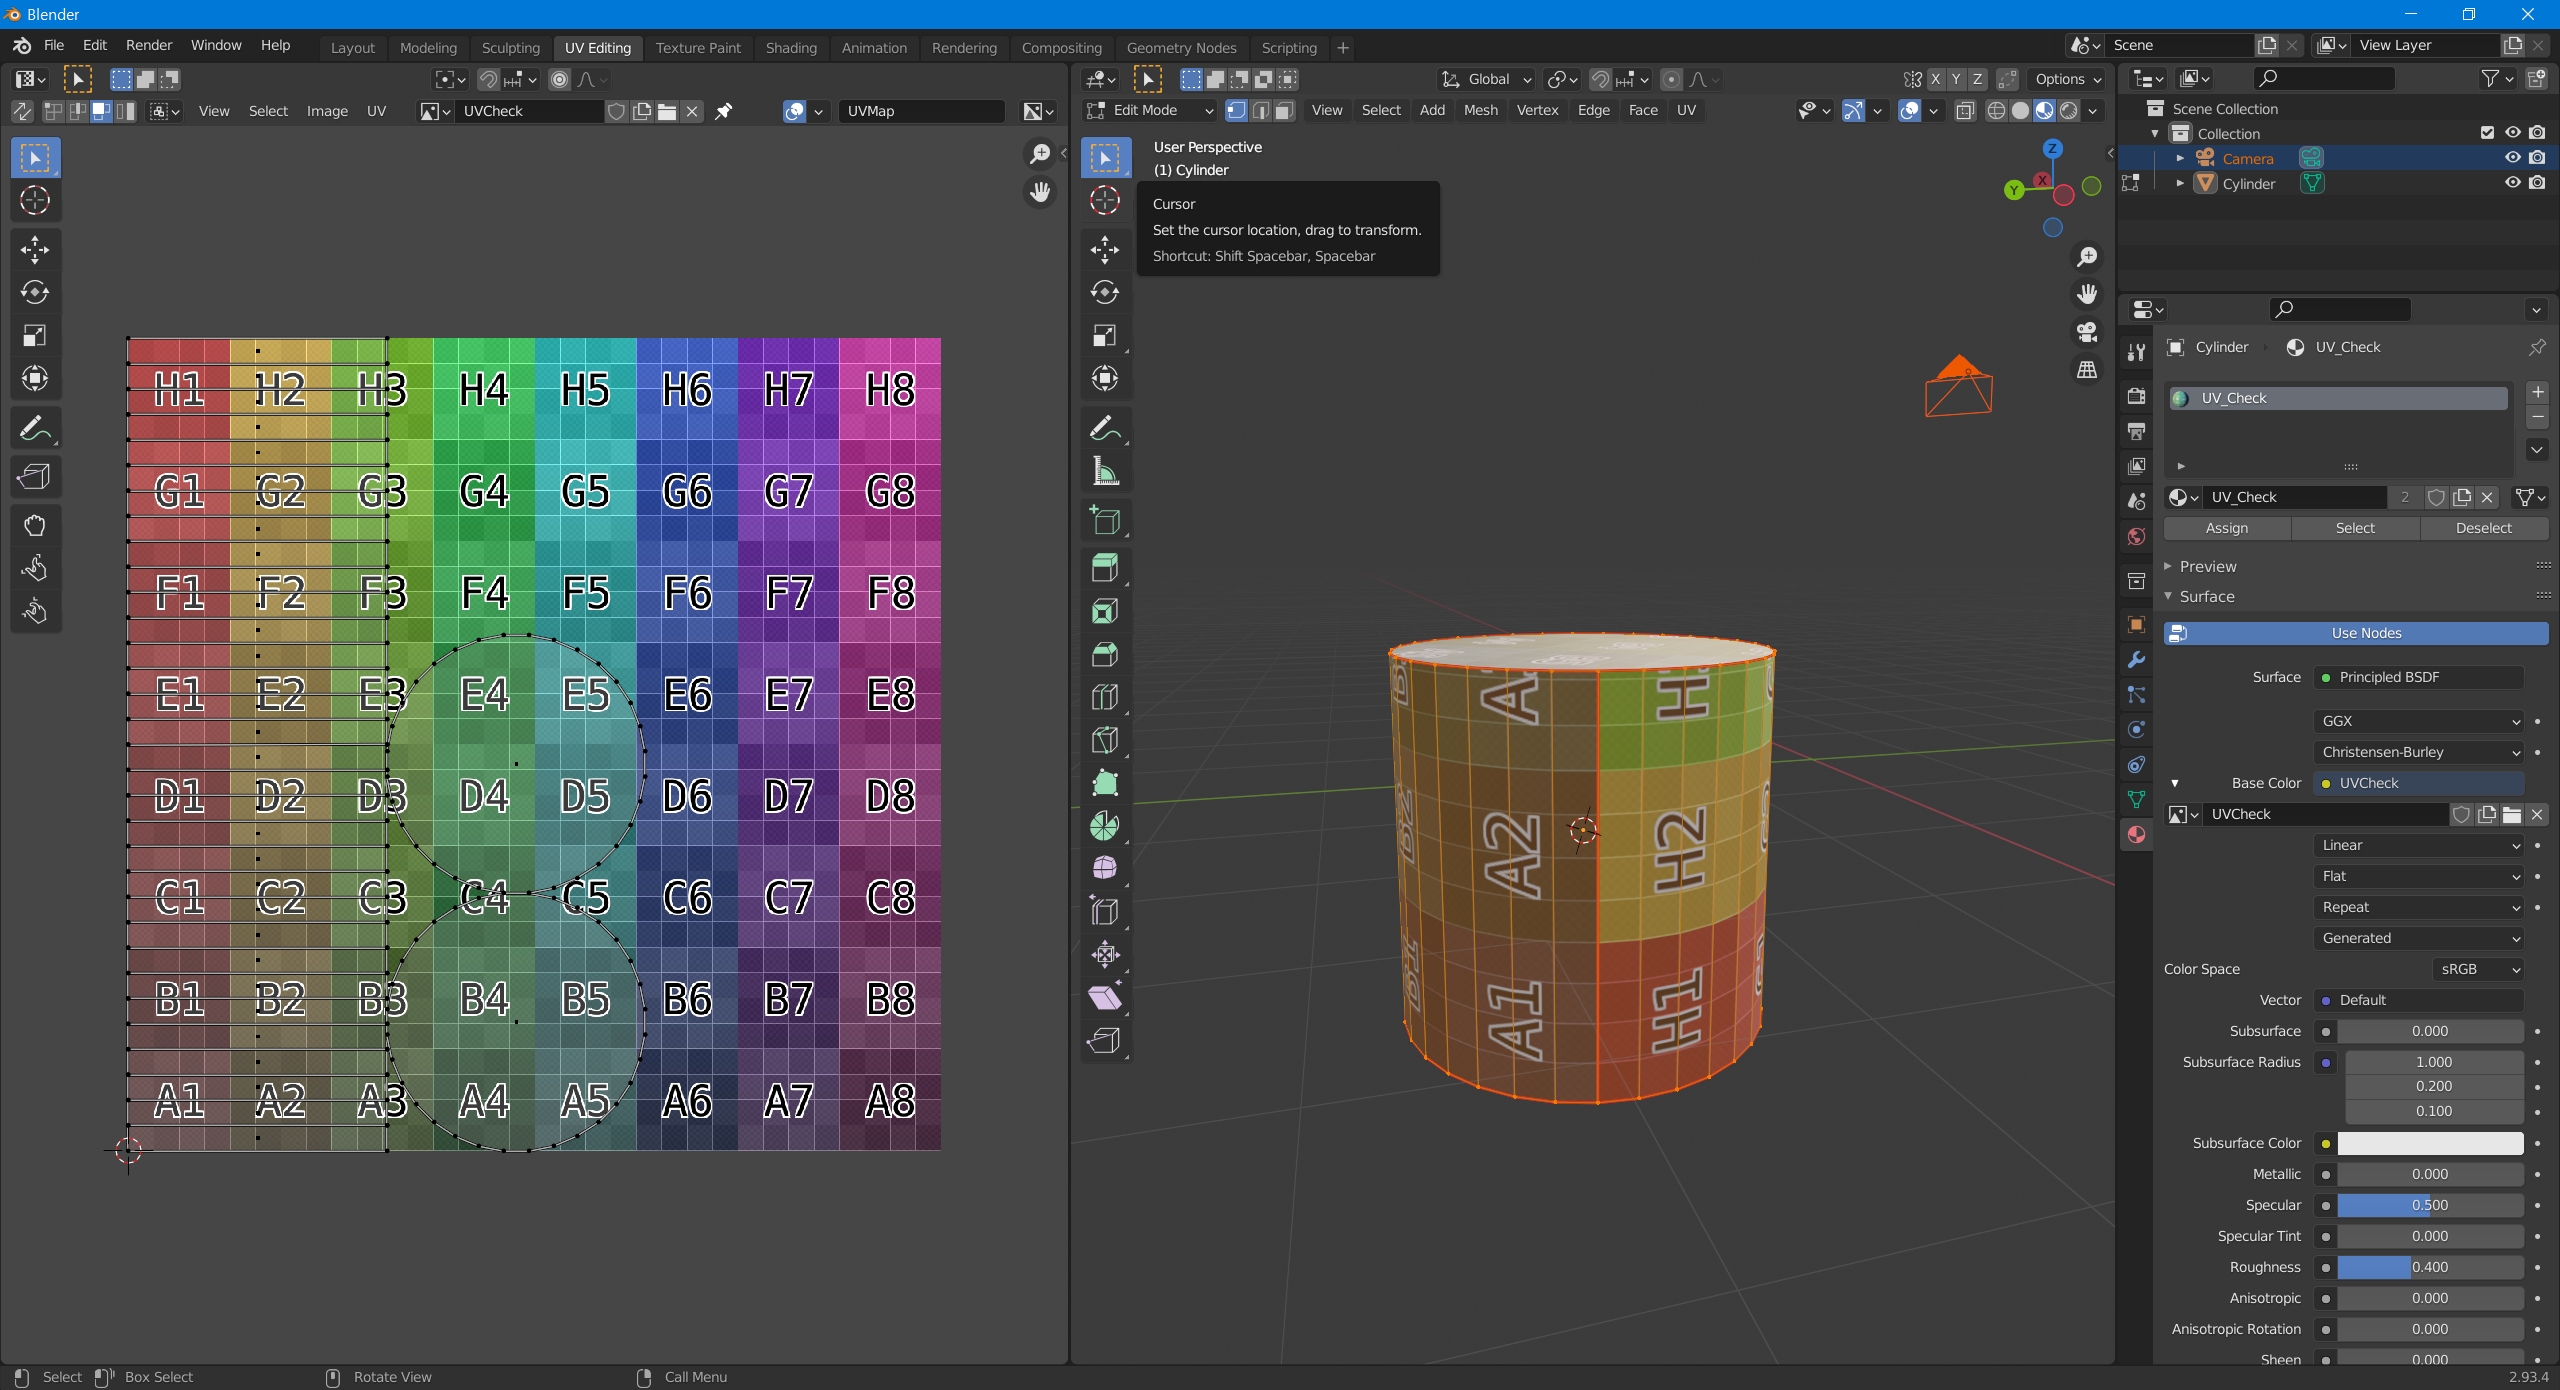 Blender
File Edit Render Window Help Layout Modeling Sculpting UV Editing Texture Paint Shading Animation Rendering Compositing Geometry Nodes Scripting + Scene View Layer
Global X Y Z Options
View Select Image UV UVCheck UVMap
Edit Mode View Select Add Mesh Vertex Edge Face UV
Scene Collection
Collection
Camera
Cylinder
User Perspective
(1) Cylinder
Cursor
Set the cursor location, drag to transform.
Shortcut: Shift Spacebar, Spacebar
Z
Y X
H1 H2 H3 H4 H5 H6 H7 H8
G1 G2 G3 G4 G5 G6 G7 G8
F1 F2 F3 F4 F5 F6 F7 F8
E1 E2 E3 E4 E5 E6 E7 E8
D1 D2 D3 D4 D5 D6 D7 D8
C1 C2 C3 C4 C5 C6 C7 C8
B1 B2 B3 B4 B5 B6 B7 B8
A1 A2 A3 A4 A5 A6 A7 A8
B2 A2 H2
B1 A1 H1
Cylinder UV_Check
UV_Check
UV_Check 2
Assign Select Deselect
Preview
Surface
Use Nodes
Surface Principled BSDF
GGX
Christensen-Burley
Base Color UVCheck
UVCheck
Linear
Flat
Repeat
Generated
Color Space sRGB
Vector Default
Subsurface 0.000
Subsurface Radius 1.000
0.200
0.100
Subsurface Color
Metallic 0.000
Specular 0.500
Specular Tint 0.000
Roughness 0.400
Anisotropic 0.000
Anisotropic Rotation 0.000
Sheen 0.000
Select Box Select Rotate View Call Menu 2.93.4